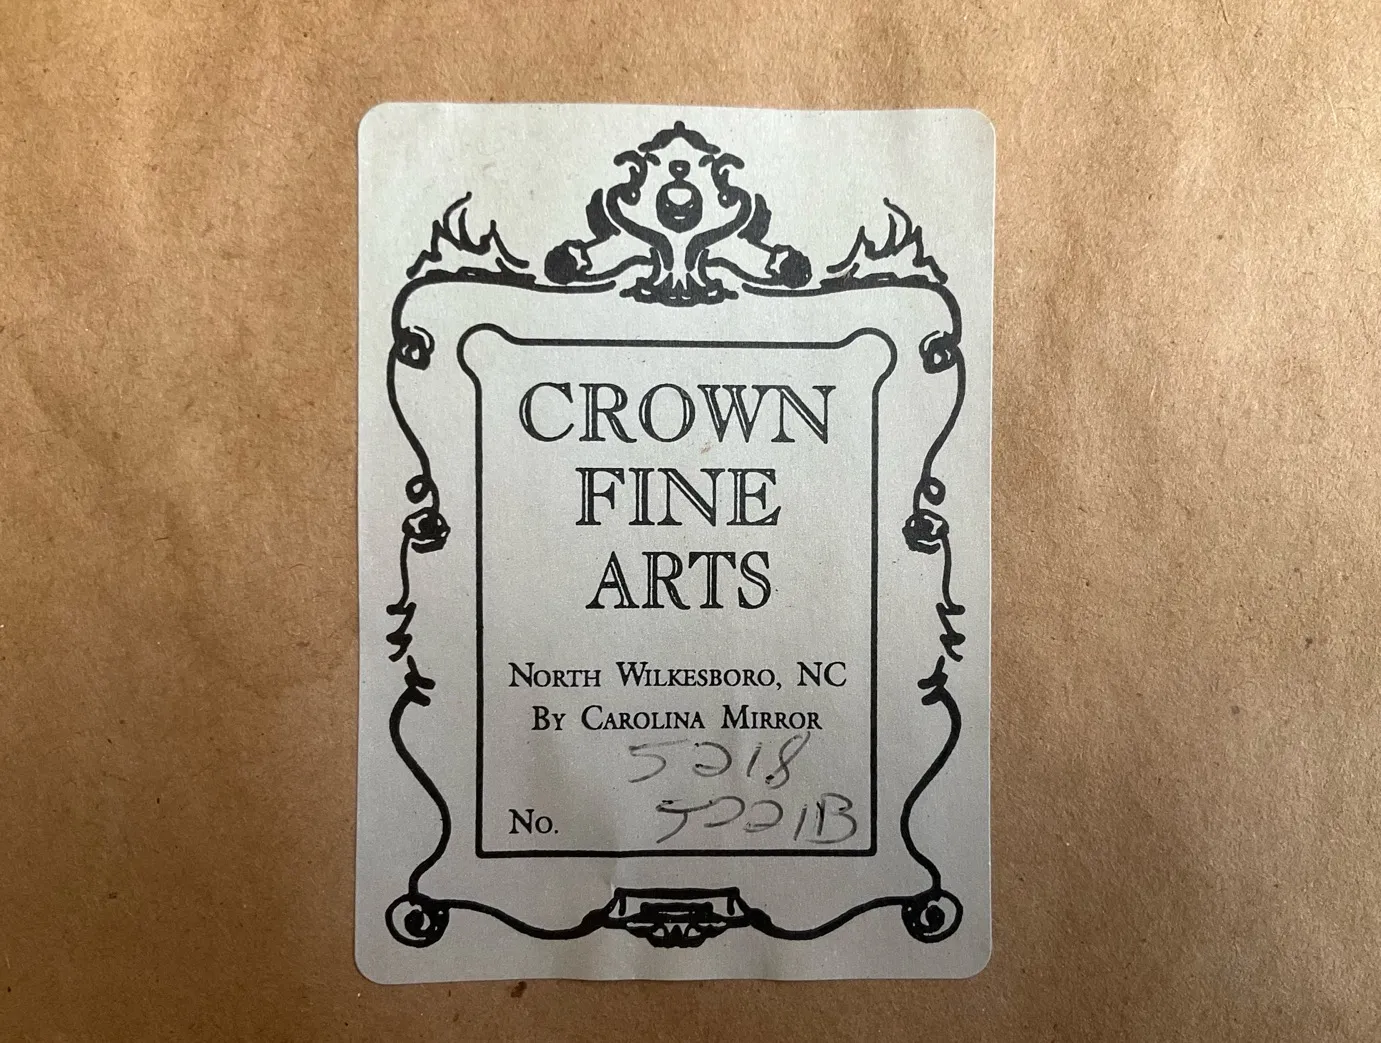 CROWN
FINE
ARTS
NORTH WILKESBORO, NC
BY CAROLINA MIRROR
5218
No. 5221B